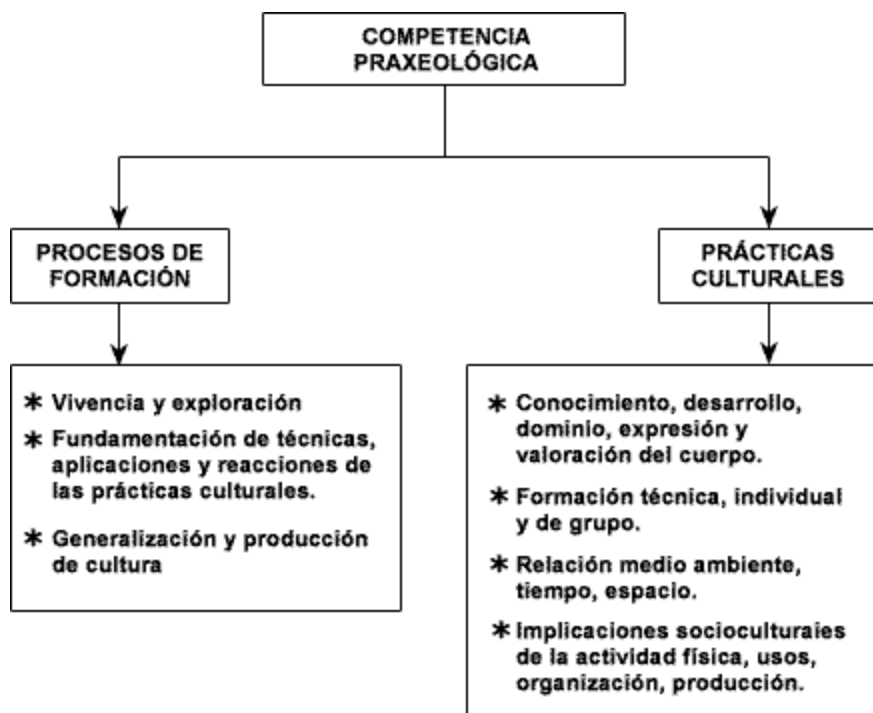 COMPETENCIA
PRAXEOLÓGICA
PROCESOS DE
FORMACIÓN
PRÁCTICAS
CULTURALES
* Vivencia y exploración
* Fundamentación de técnicas,
aplicaciones y reacciones de
las prácticas culturales.
* Generalización y producción
de cultura
* Conocimiento, desarrollo,
dominio, expresión y
valoración del cuerpo.
* Formación técnica, individual
y de grupo.
* Relación medio ambiente,
tiempo, espacio.
* Implicaciones socioculturales
de la actividad física, usos,
organización, producción.